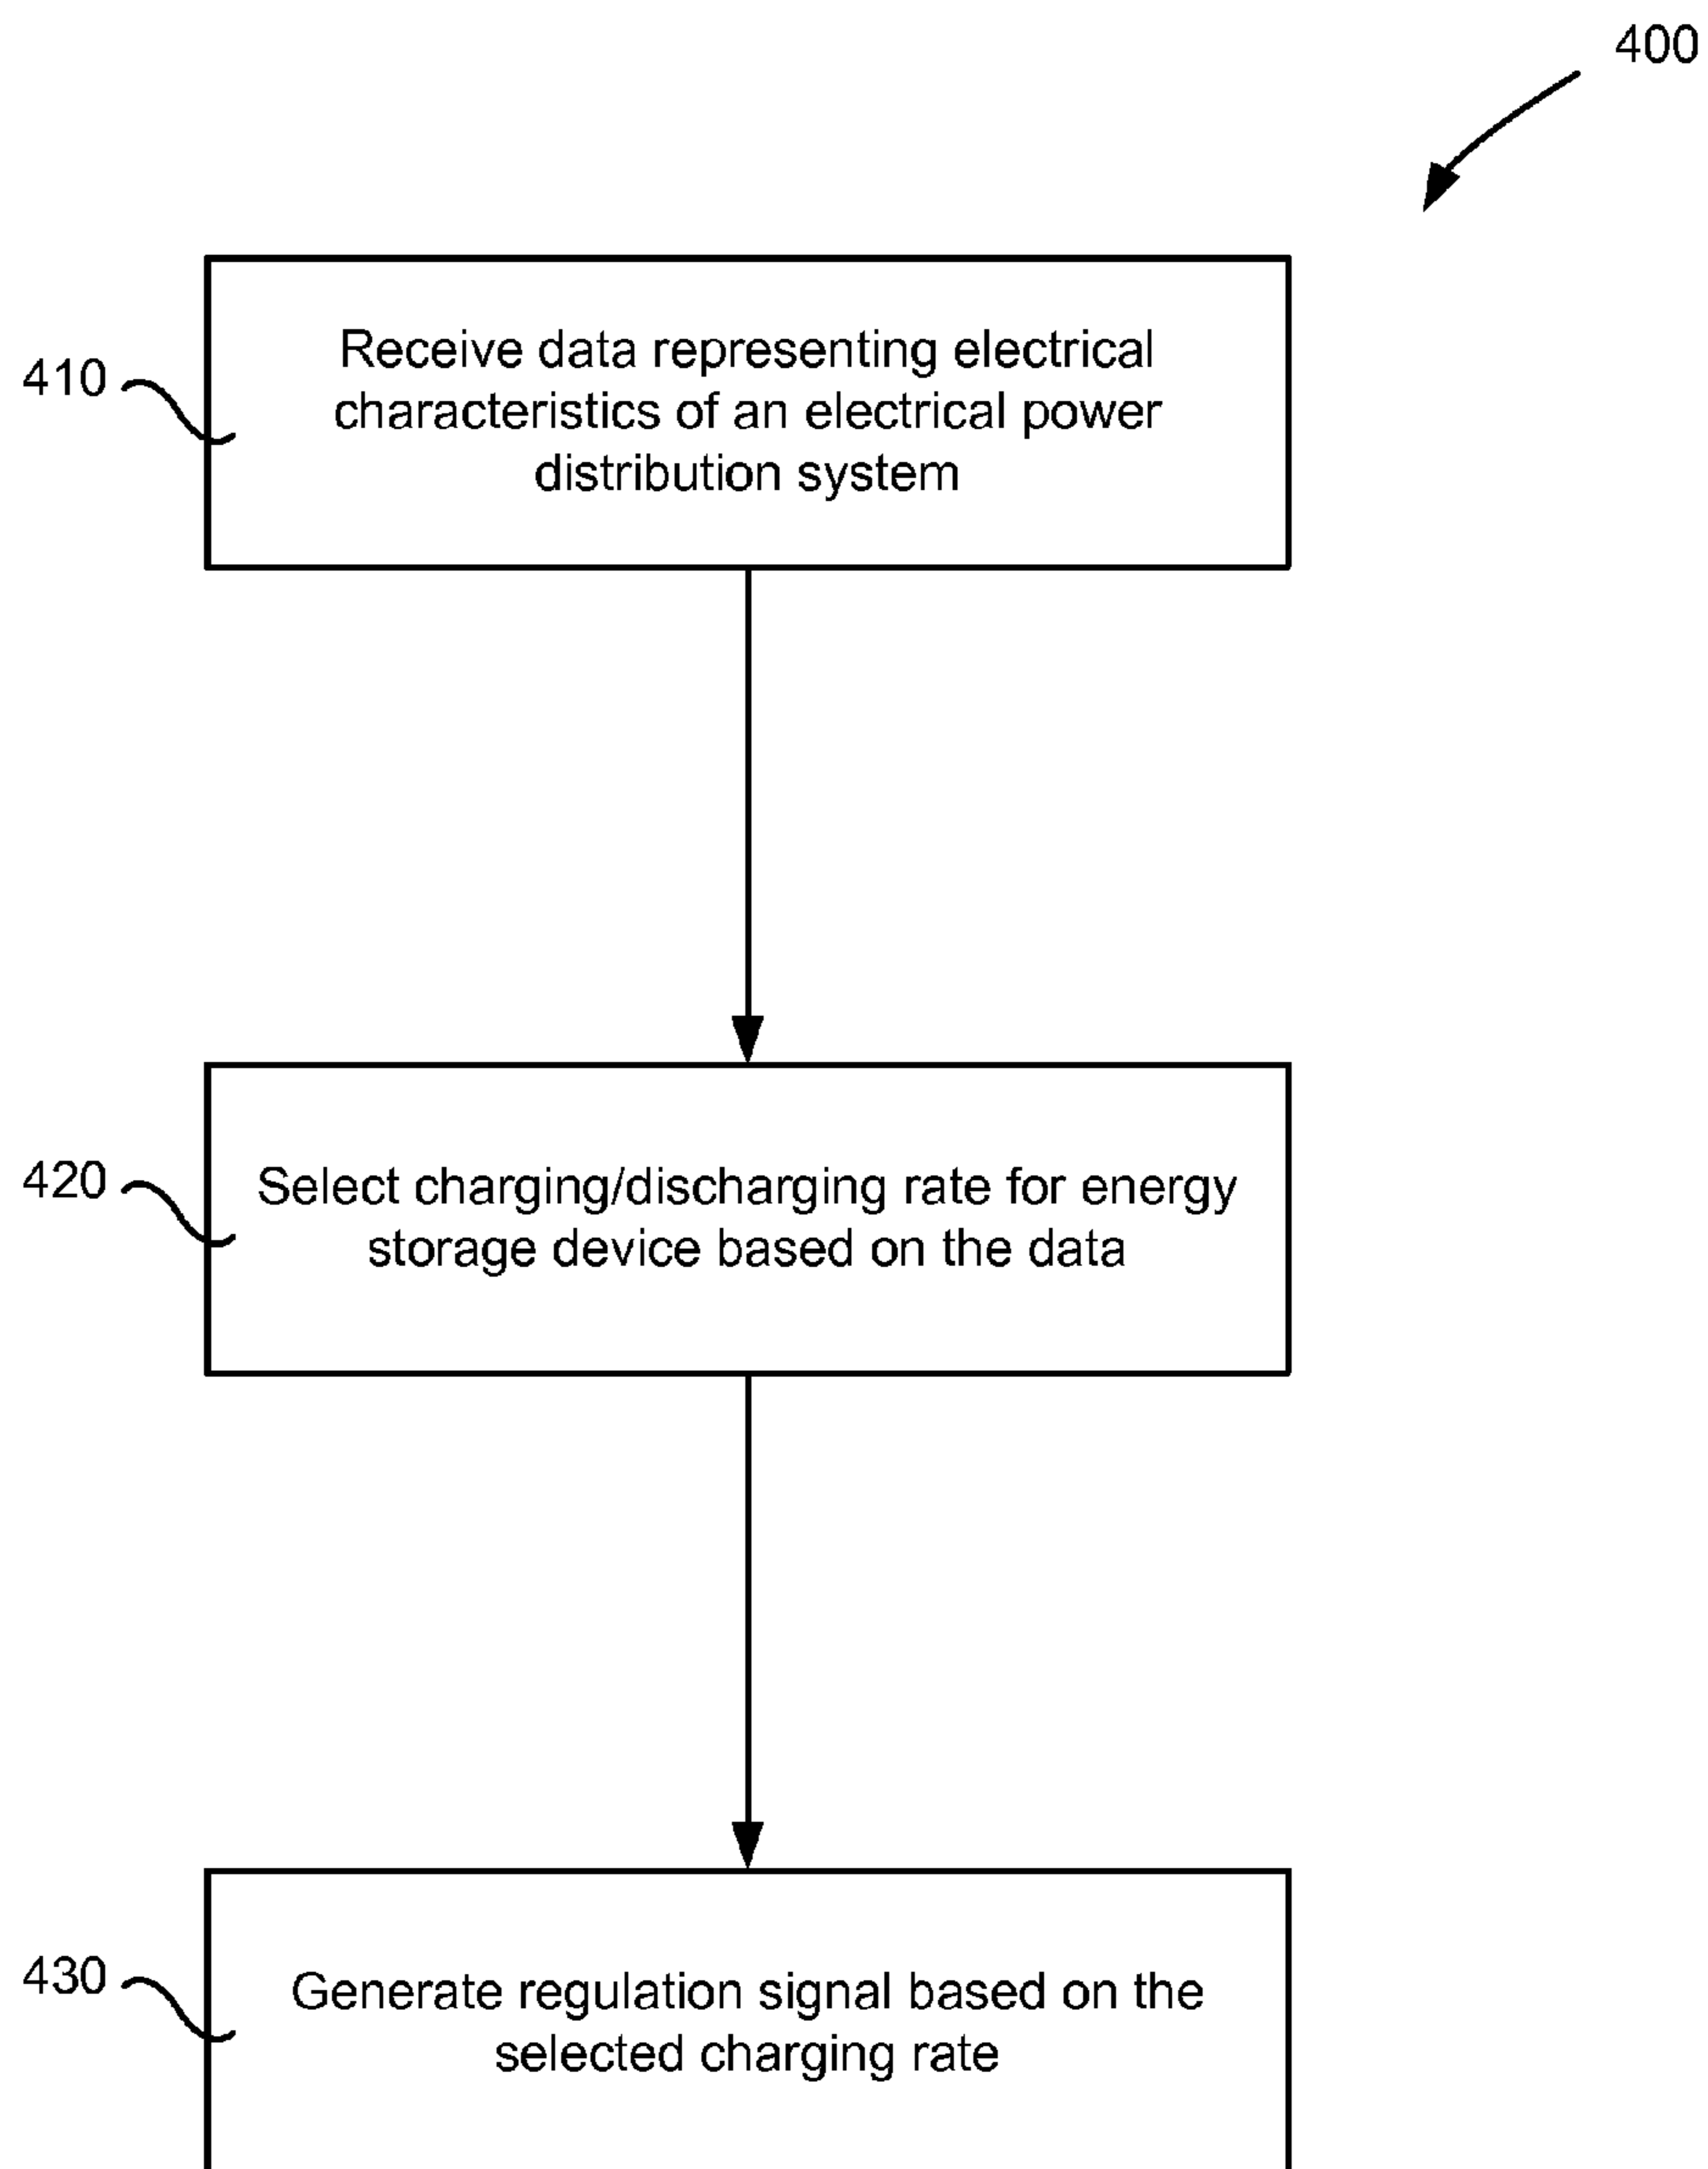 400
410
Receive data representing electrical
characteristics of an electrical power
distribution system
420
Select charging/discharging rate for energy
storage device based on the data
430
Generate regulation signal based on the
selected charging rate